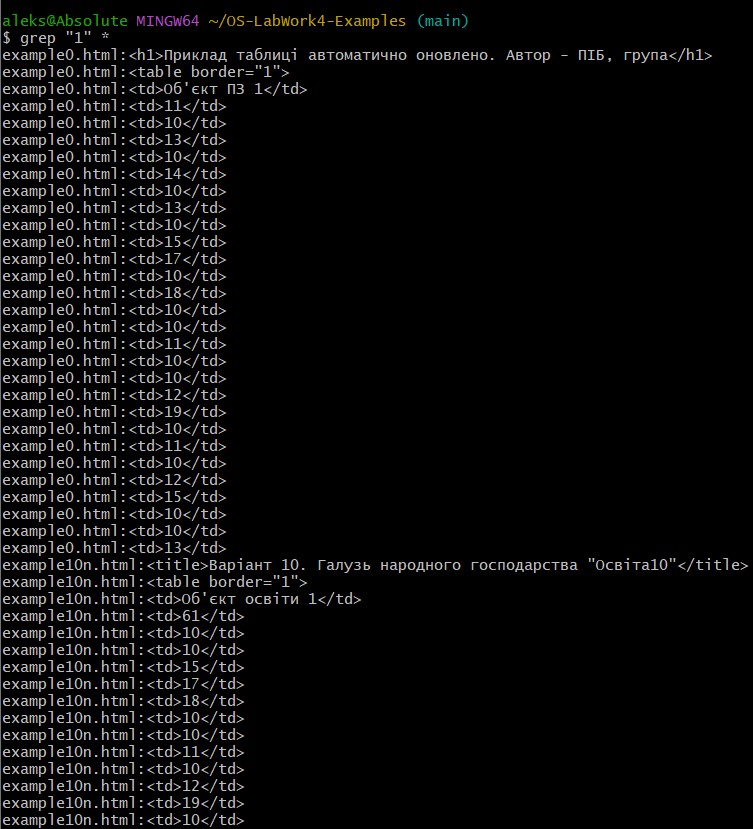 aleks@Absolute MINGW64 ~/OS-LabWork4-Examples (main)
$ grep "1" *
example0.html:<h1>Приклад таблиці автоматично оновлено. Автор - ПІБ, група</h1>
example0.html:<table border="1">
example0.html:<td>Об'єкт ПЗ 1</td>
example0.html:<td>11</td>
example0.html:<td>10</td>
example0.html:<td>13</td>
example0.html:<td>10</td>
example0.html:<td>14</td>
example0.html:<td>10</td>
example0.html:<td>13</td>
example0.html:<td>10</td>
example0.html:<td>15</td>
example0.html:<td>17</td>
example0.html:<td>10</td>
example0.html:<td>18</td>
example0.html:<td>10</td>
example0.html:<td>10</td>
example0.html:<td>11</td>
example0.html:<td>10</td>
example0.html:<td>10</td>
example0.html:<td>12</td>
example0.html:<td>19</td>
example0.html:<td>10</td>
example0.html:<td>11</td>
example0.html:<td>10</td>
example0.html:<td>12</td>
example0.html:<td>15</td>
example0.html:<td>10</td>
example0.html:<td>10</td>
example0.html:<td>13</td>
example10n.html:<title>Варіант 10. Галузь народного господарства "Освіта10"</title>
example10n.html:<table border="1">
example10n.html:<td>Об'єкт освіти 1</td>
example10n.html:<td>61</td>
example10n.html:<td>10</td>
example10n.html:<td>10</td>
example10n.html:<td>15</td>
example10n.html:<td>17</td>
example10n.html:<td>18</td>
example10n.html:<td>10</td>
example10n.html:<td>10</td>
example10n.html:<td>11</td>
example10n.html:<td>10</td>
example10n.html:<td>12</td>
example10n.html:<td>19</td>
example10n.html:<td>10</td>